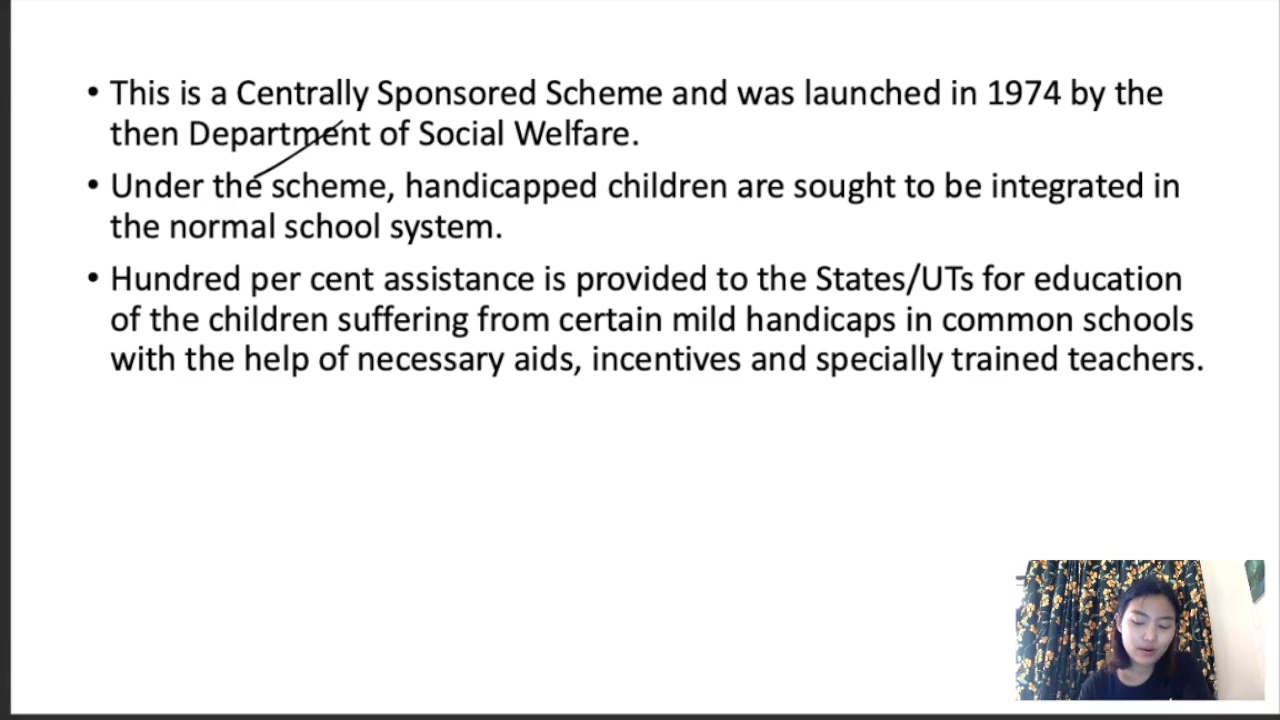 • This is a Centrally Sponsored Scheme and was launched in 1974 by the
then Department of Social Welfare.
• Under the scheme, handicapped children are sought to be integrated in
the normal school system.
• Hundred per cent assistance is provided to the States/UTs for education
of the children suffering from certain mild handicaps in common schools
with the help of necessary aids, incentives and specially trained teachers.